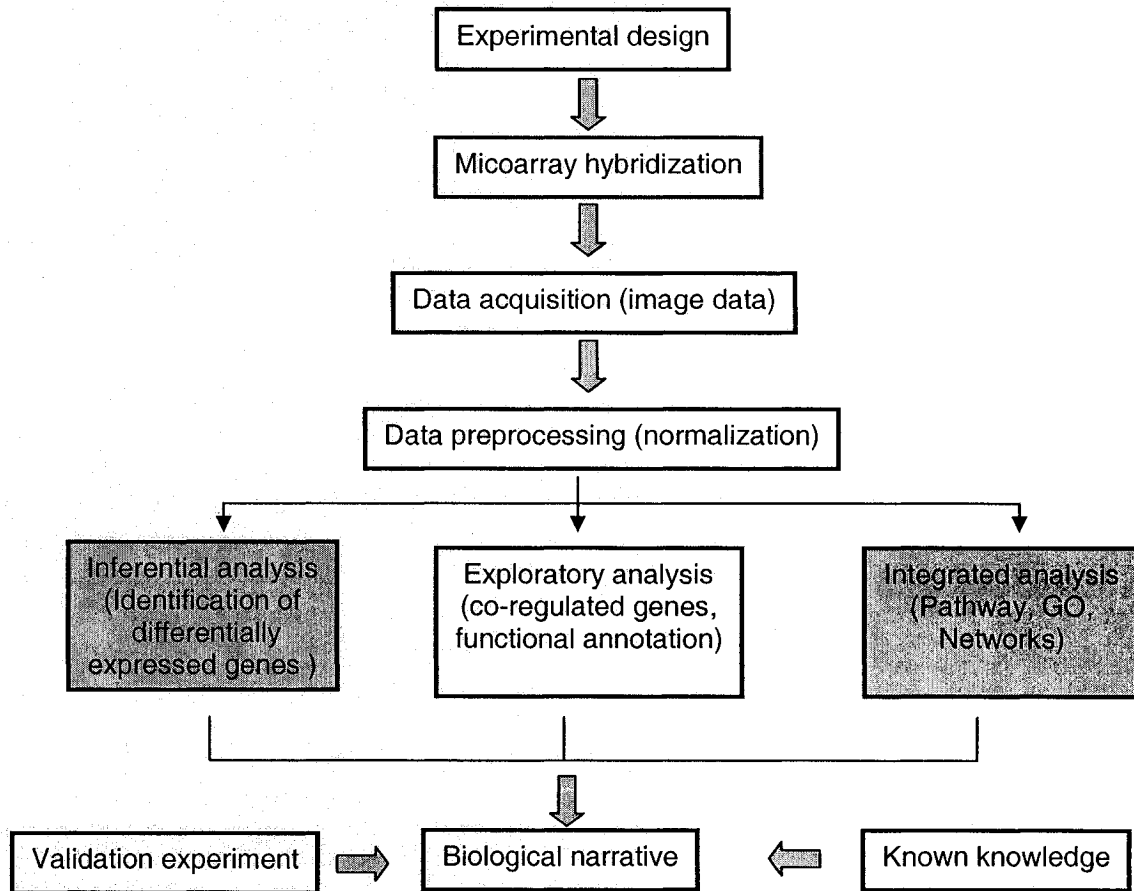 Experimental design
Micoarray hybridization
Data acquisition (image data)
Data preprocessing (normalization)
Inferential analysis
(Identification of
differentially
expressed genes )
Exploratory analysis
(co-regulated genes,
functional annotation)
Integrated analysis
(Pathway, GO,
Networks)
Validation experiment
Biological narrative
Known knowledge